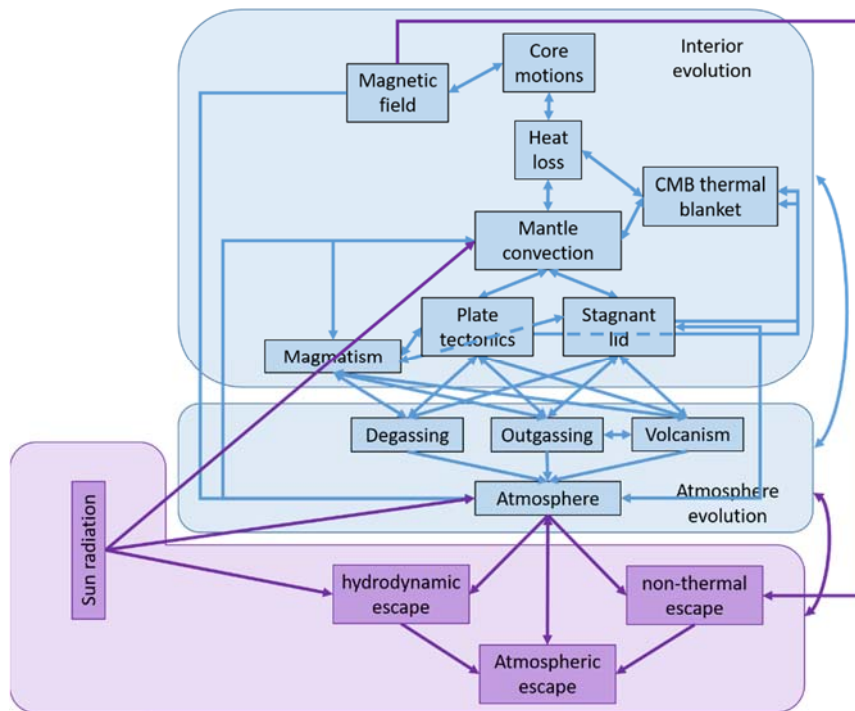 Core
motions
Interior
evolution
Magnetic
field
Heat
loss
CMB thermal
blanket
Mantle
convection
Plate
tectonics
Stagnant
lid
Magmatism
Degassing
Outgassing
Volcanism
Atmosphere
Atmosphere
evolution
Sun radiation
hydrodynamic
escape
non-thermal
escape
Atmospheric
escape